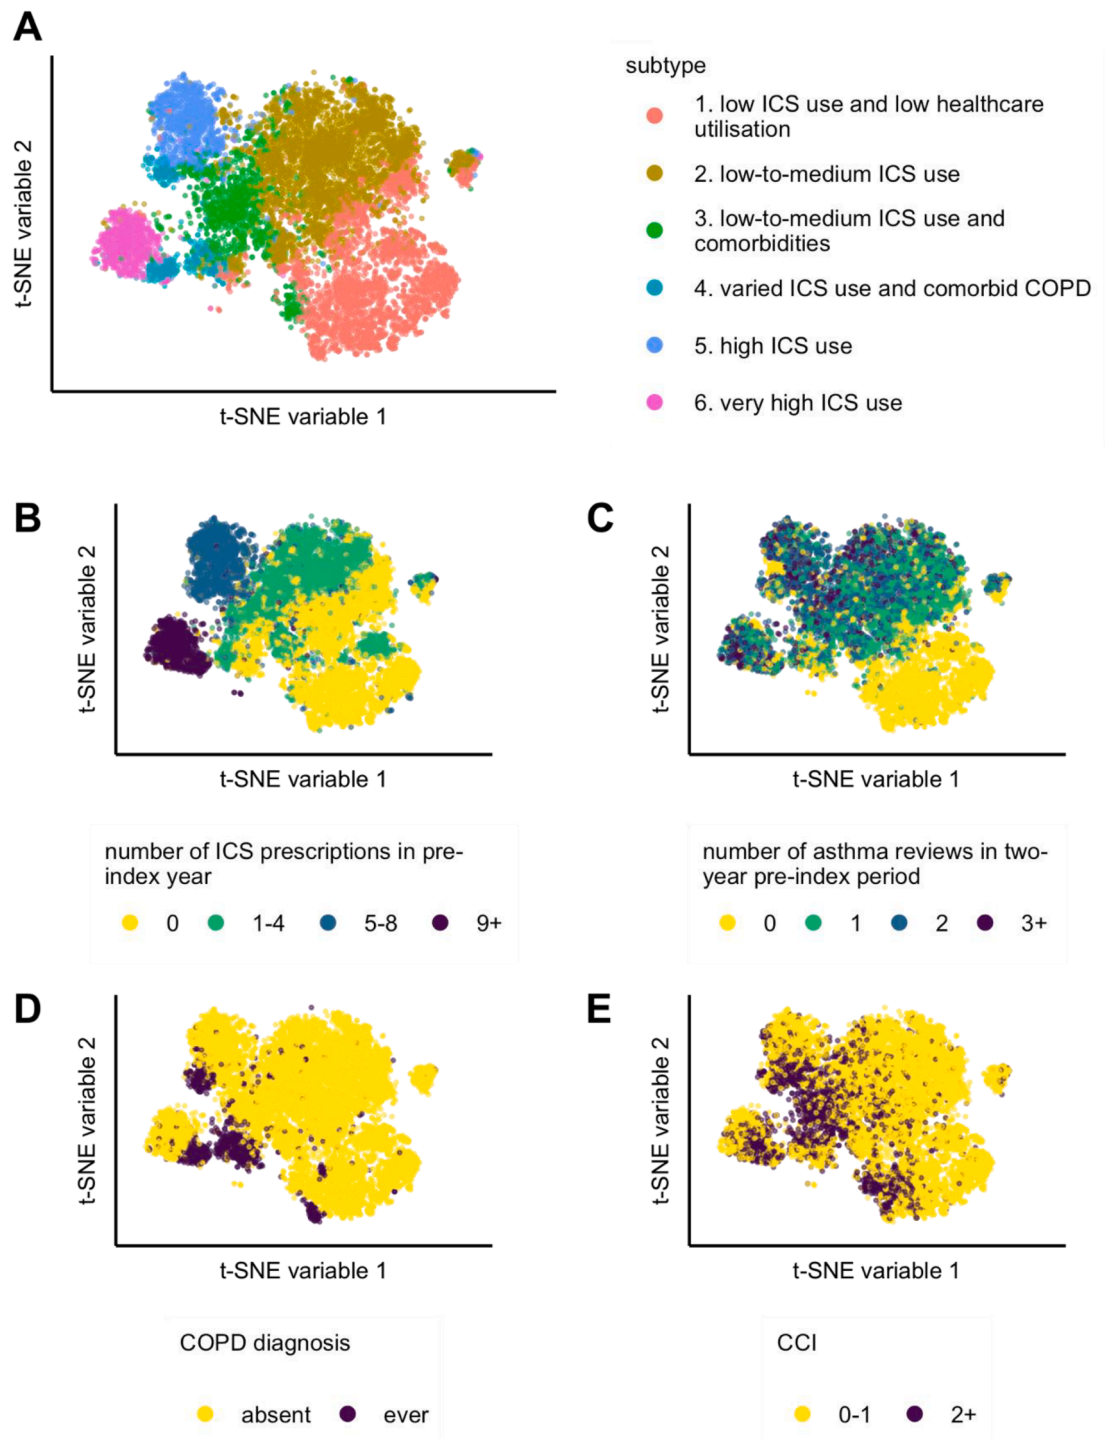 A
t-SNE variable 2
t-SNE variable 1
subtype
1. low ICS use and low healthcare
utilisation
2. low-to-medium ICS use
3. low-to-medium ICS use and
comorbidities
4. varied ICS use and comorbid COPD
5. high ICS use
6. very high ICS use
B
t-SNE variable 2
t-SNE variable 1
number of ICS prescriptions in pre-
index year
0 1-4 5-8 9+
C
t-SNE variable 2
t-SNE variable 1
number of asthma reviews in two-
year pre-index period
0 1 2 3+
D
t-SNE variable 2
t-SNE variable 1
COPD diagnosis
absent ever
E
t-SNE variable 2
t-SNE variable 1
CCI
0-1 2+